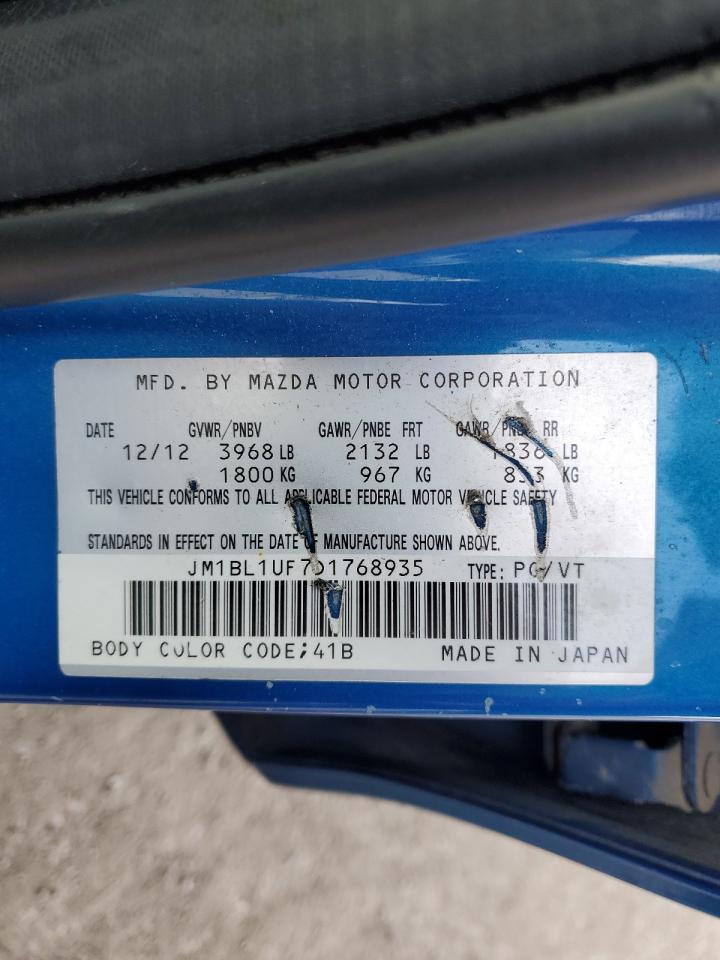 MFD. BY MAZDA MOTOR CORPORATION
DATE GVWR/PNBV GAWR/PNBE FRT RR
12/12 3968 LB 2132 LB LB
1800 KG 967 KG KG
THIS VEHICLE CONFORMS TO ALL APPLICABLE FEDERAL MOTOR VEHICLE SAFETY
STANDARDS IN EFFECT ON THE DATE OF MANUFACTURE SHOWN ABOVE.
TYPE: PC/VT
BODY COLOR CODE;41B MADE IN JAPAN